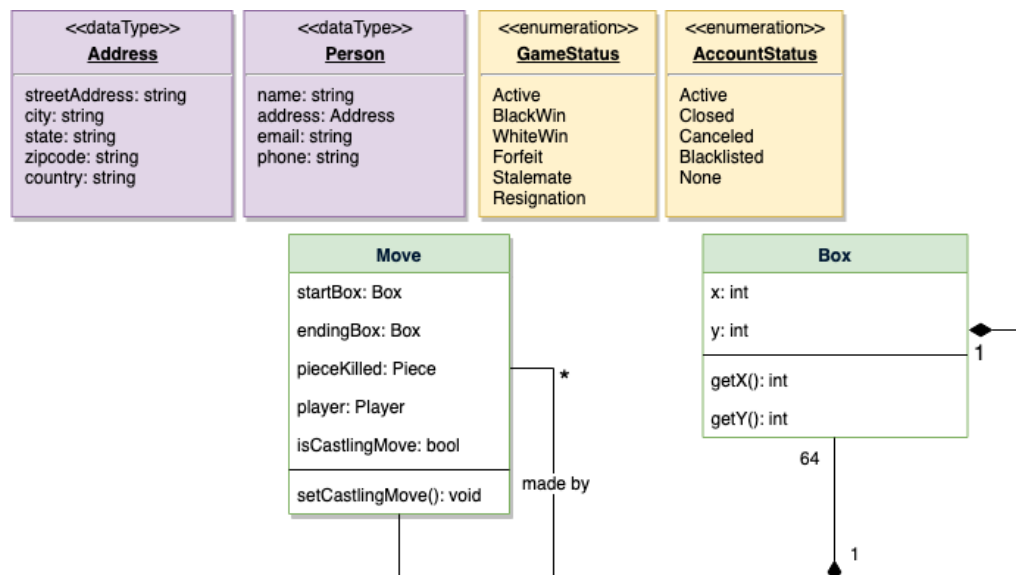 <<dataType>>
Address
streetAddress: string
city: string
state: string
zipcode: string
country: string
<<dataType>>
Person
name: string
address: Address
email: string
phone: string
<<enumeration>>
GameStatus
Active
BlackWin
WhiteWin
Forfeit
Stalemate
Resignation
<<enumeration>>
AccountStatus
Active
Closed
Canceled
Blacklisted
None
Move
startBox: Box
endingBox: Box
pieceKilled: Piece
player: Player
isCastlingMove: bool
setCastlingMove(): void
*
made by
Box
x: int
y: int
getX(): int
getY(): int
1
64
1